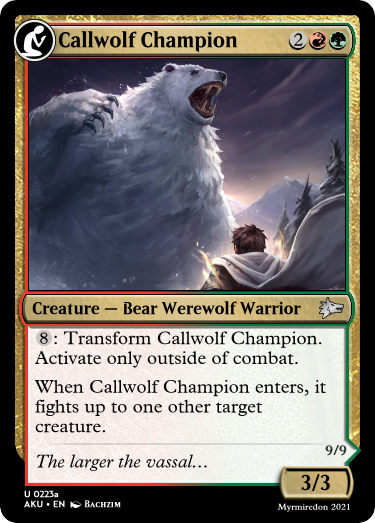 Callwolf Champion 2
Creature — Bear Werewolf Warrior
8: Transform Callwolf Champion.
Activate only outside of combat.
When Callwolf Champion enters, it
fights up to one other target
creature.
9/9
The larger the vassal...
3/3
U 0223a
AKU • EN Bachzim
Myrmiredon 2021